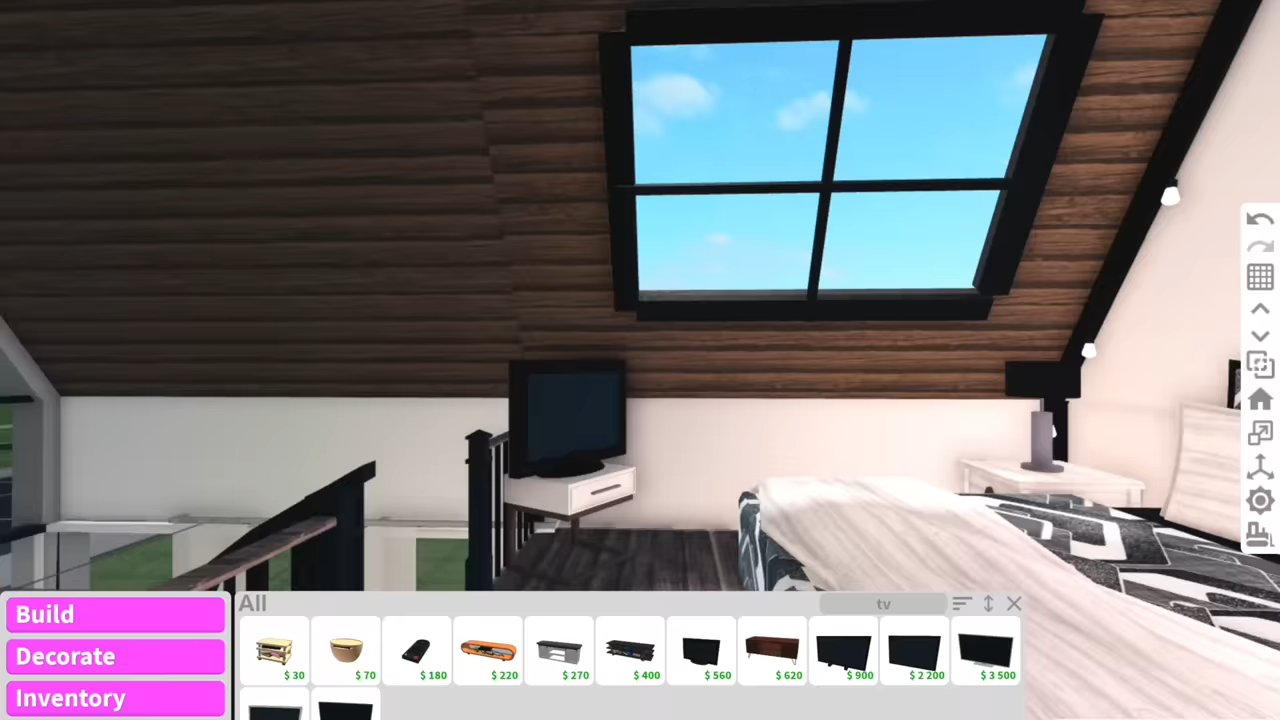 All
tv
Build
Decorate
Inventory
$ 30
$ 70
$ 180
$ 220
$ 270
$ 400
$ 560
$ 620
$ 900
$ 2 200
$ 3 500